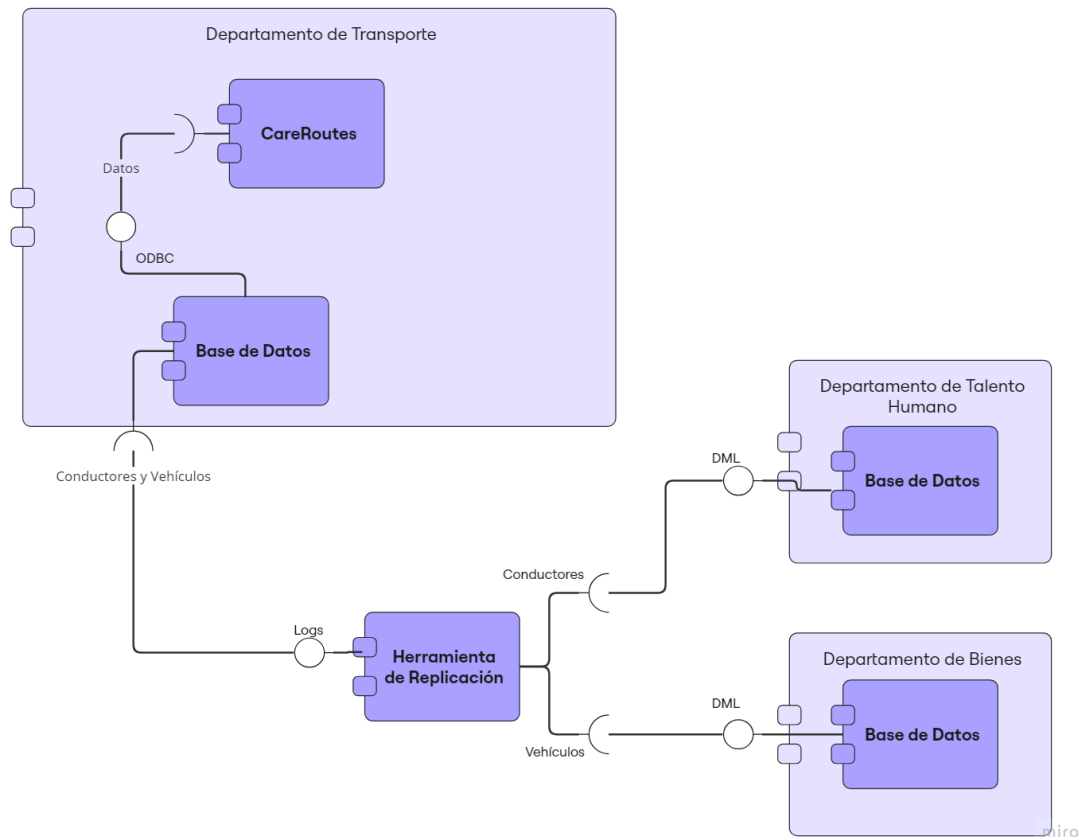 Departamento de Transporte
CareRoutes
Datos
ODBC
Base de Datos
Conductores y Vehículos
Departamento de Talento
Humano
DML
Base de Datos
Conductores
Logs
Herramienta
de Replicación
Departamento de Bienes
DML
Base de Datos
Vehículos
miro